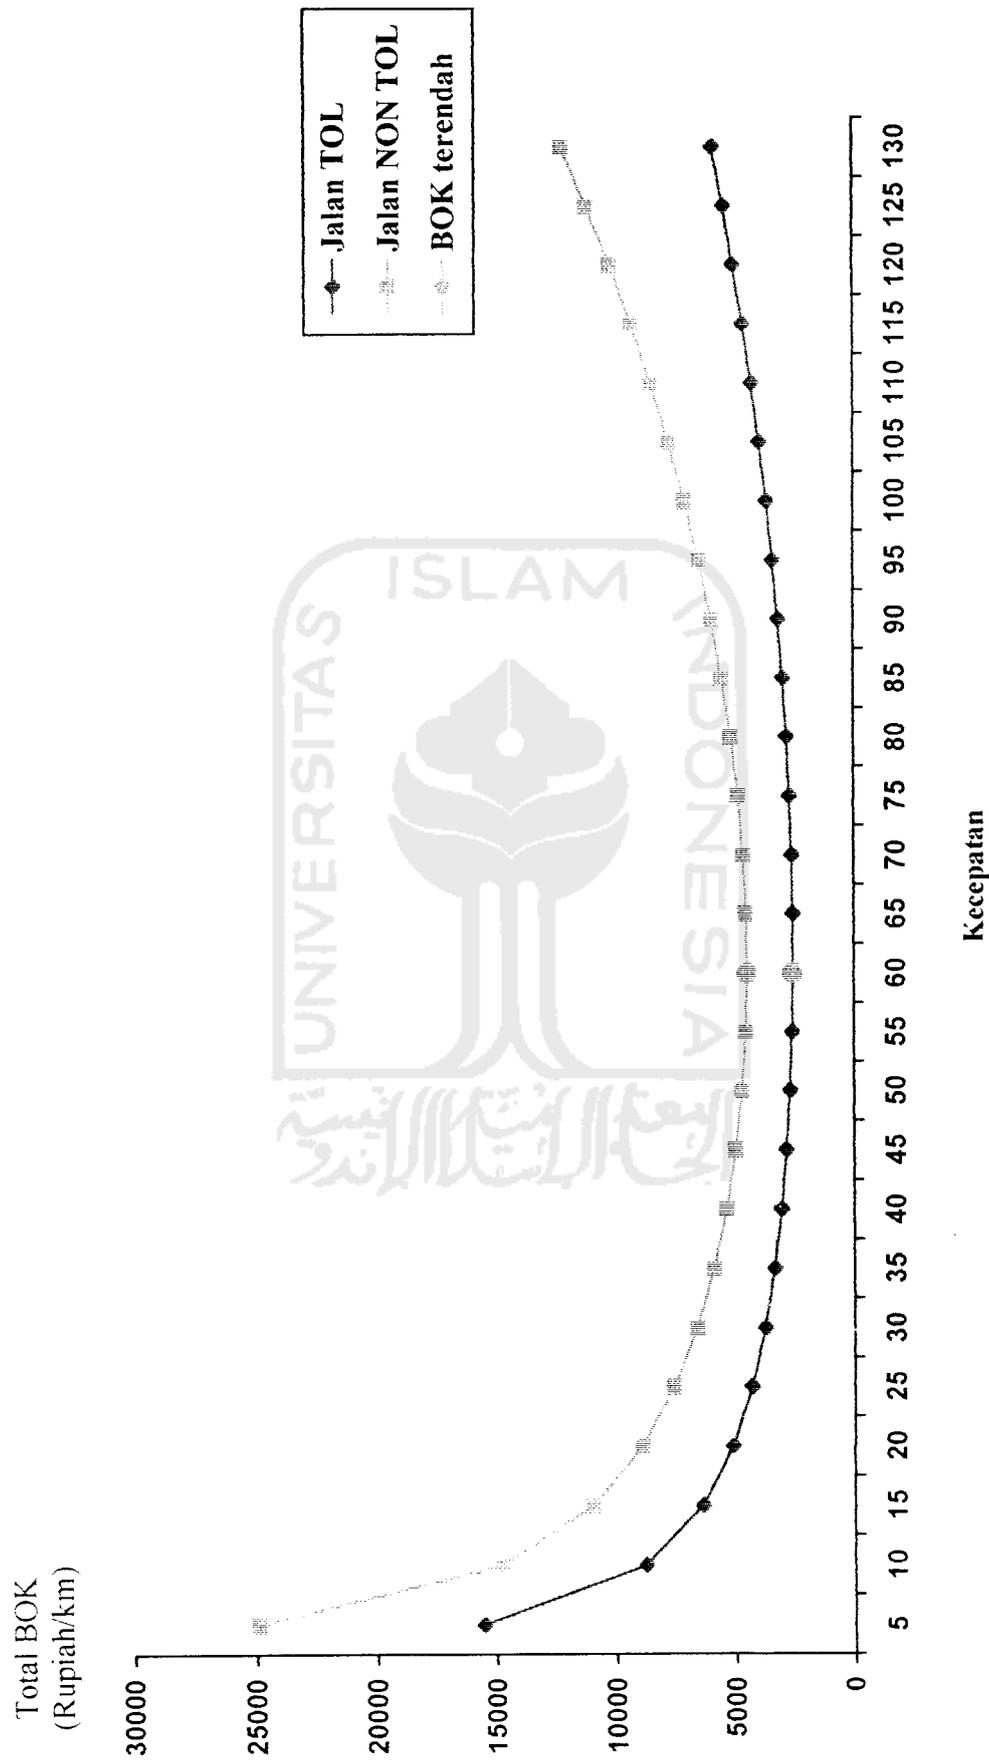 Total BOK
(Rupiah/km)
30000
25000
20000
15000
10000
5000
0
Jalan TOL
Jalan NON TOL
BOK terendah
UNIVERSITAS
ISLAM
INDONESIA
5 10 15 20 25 30 35 40 45 50 55 60 65 70 75 80 85 90 95 100 105 110 115 120 125 130
Kecepatan